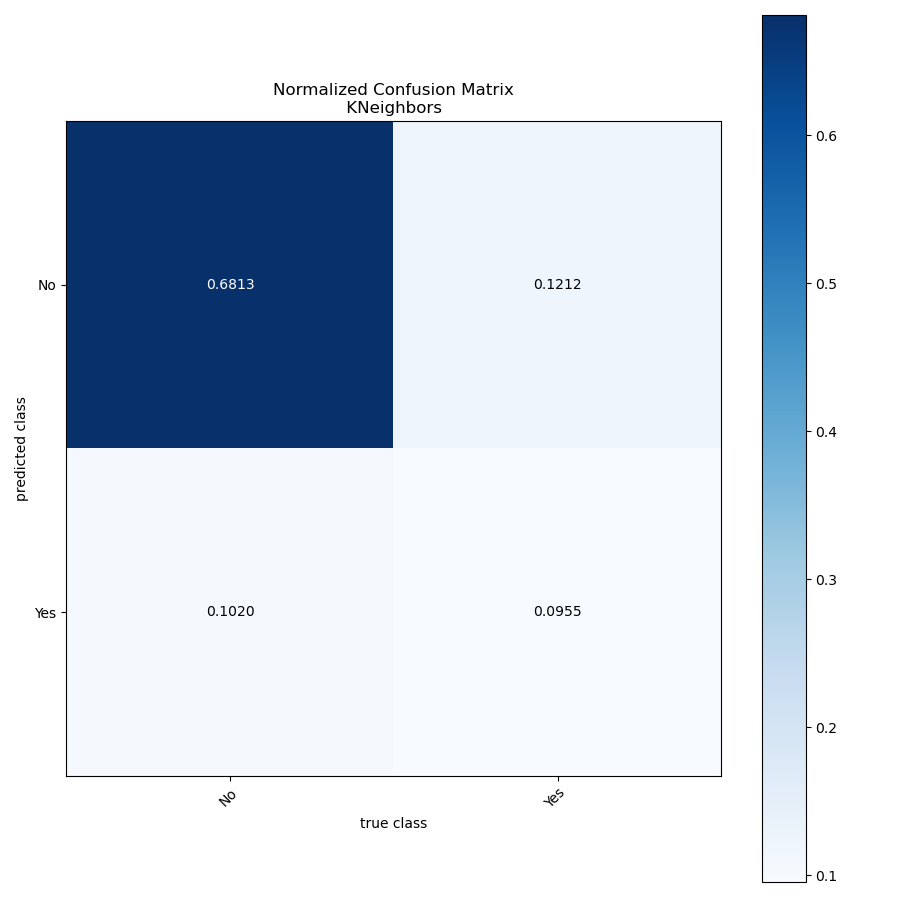 Normalized Confusion Matrix
KNeighbors
0.6
0.5
0.4
0.3
0.2
0.1
predicted class
No
0.6813
0.1212
Yes
0.1020
0.0955
No
Yes
true class